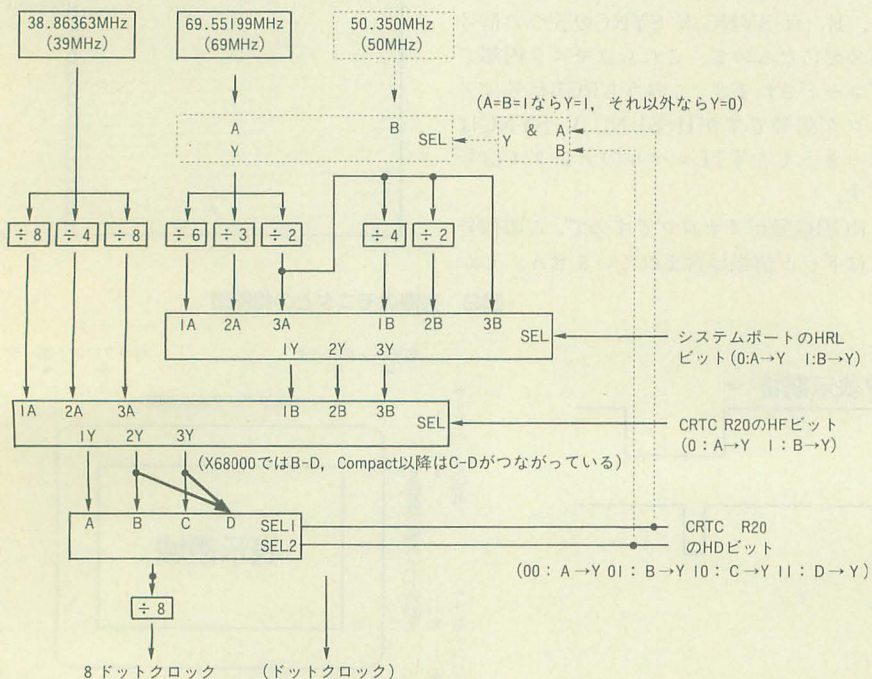 38.86363MHz
(39MHz)
69.55199MHz
(69MHz)
50.350MHz
(50MHz)
(A=B=1ならY=1，それ以外ならY=0)
A B SEL
Y
Y & A
B
÷8 ÷4 ÷8 ÷6 ÷3 ÷2 ÷4 ÷2
1A 2A 3A 1B 2B 3B
SEL
1Y 2Y 3Y
システムポートのHRL
ビット(0:A→Y 1:B→Y)
1A 2A 3A 1B 2B 3B
SEL
1Y 2Y 3Y
CRTC R20のHFビット
(0：A→Y 1：B→Y)
(X68000ではB-D，Compact以降はC-Dがつながっている)
A B C D SEL1
SEL2
CRTC R20
のHDビット
(00：A→Y 01：B→Y 10：C→Y 11：D→Y)
÷8
8ドットクロック (ドットクロック)